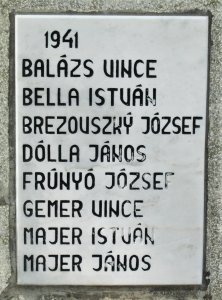 1941
BALÁZS VINCE
BELLA ISTVÁN
BREZOVSZKÝ JÓZSEF
DÓLLA JÁNOS
FRÚNYÓ JÓZSEF
GEMER VINCE
MAJER ISTVÁN
MAJER JÁNOS